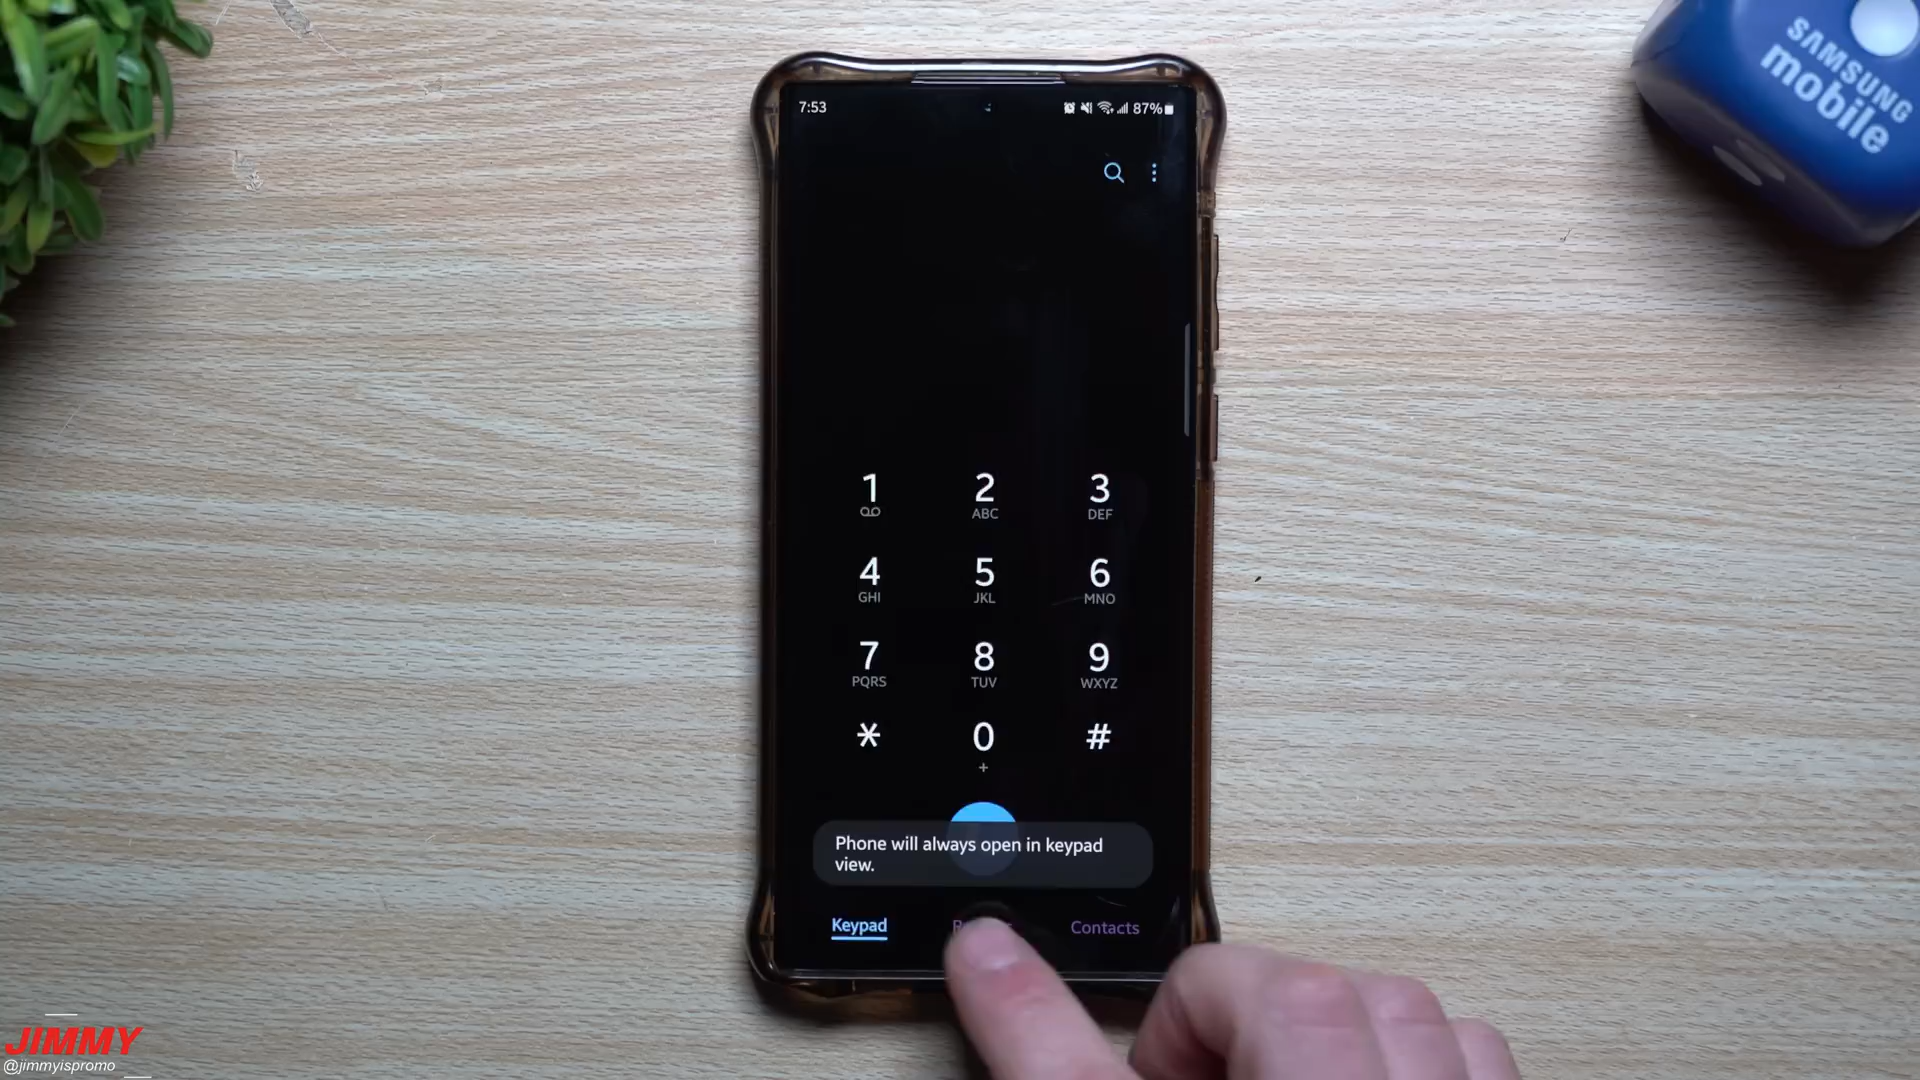 7:53
87%
SAMSUNG
mobile
1
2
ABC
3
DEF
4
GHI
5
JKL
6
MNO
7
PQRS
8
TUV
9
WXYZ
*
0
+
#
Phone will always open in keypad
view.
Keypad
Contacts
JIMMY
@jimmyispromo